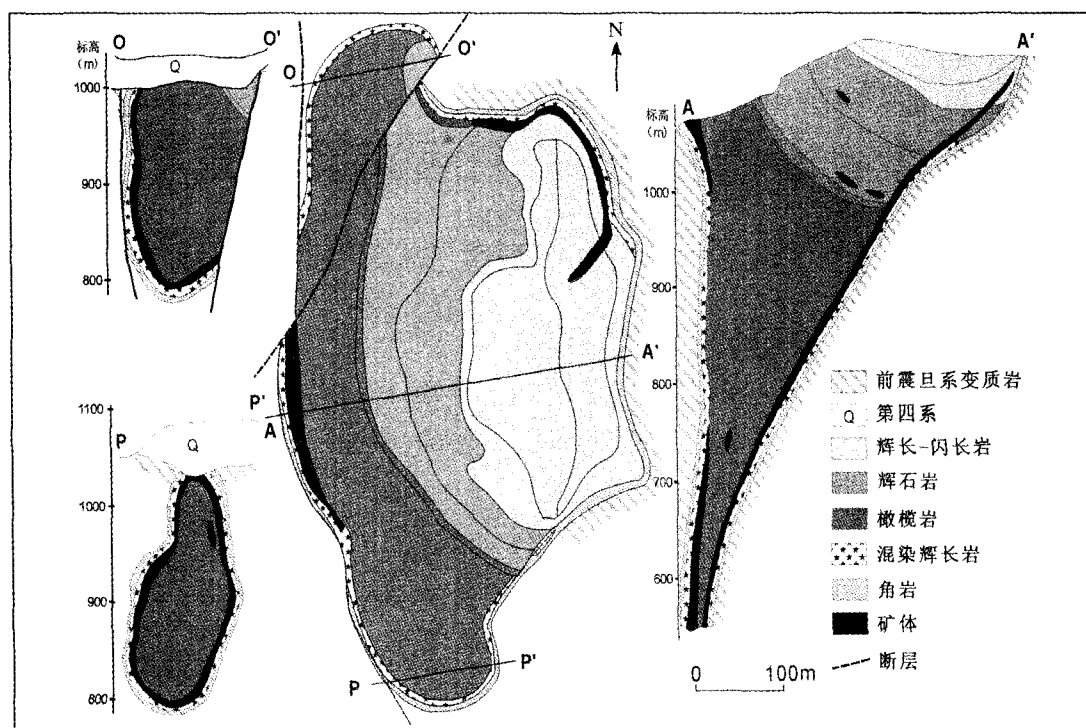 O
O'
标高
(m)
Q
1000
900
800
O
O'
N
A
A'
标高
(m)
1000
900
800
700
600
P'
A
A'
1100
P
Q
1000
900
800
P
P'
前震旦系变质岩
Q 第四系
辉长-闪长岩
辉石岩
橄榄岩
混染辉长岩
角岩
矿体
断层
0 100m